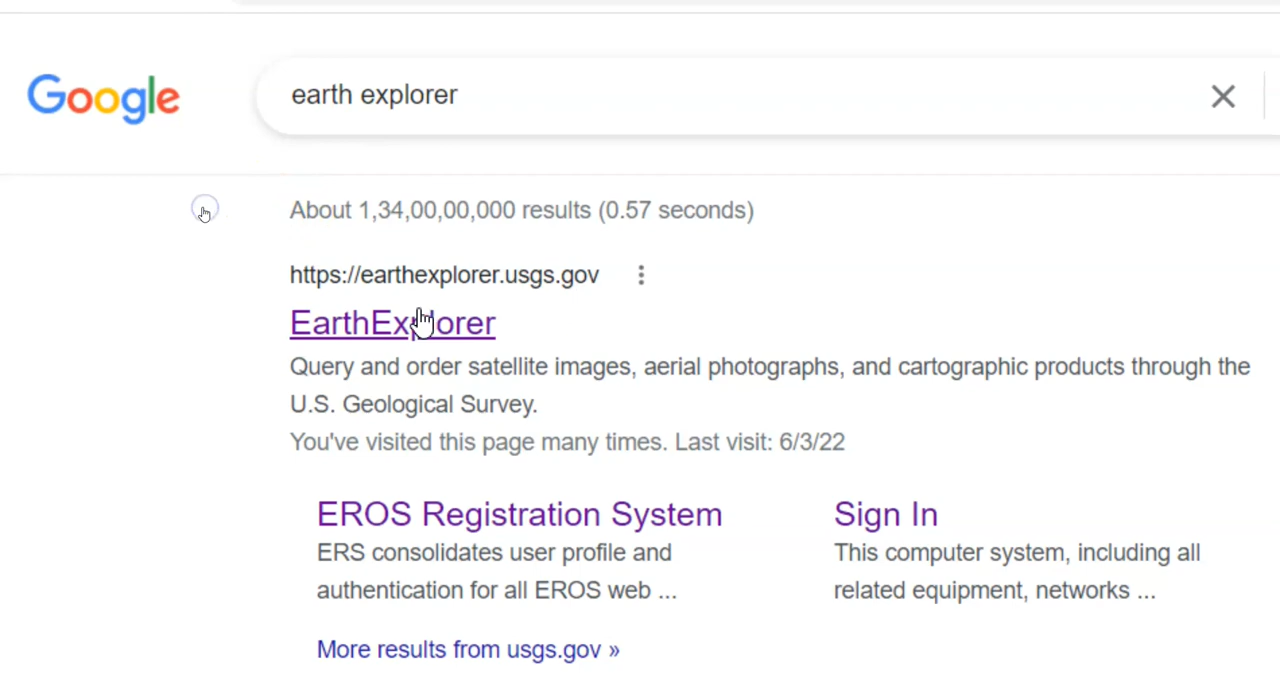 Google
earth explorer
About 1,34,00,00,000 results (0.57 seconds)
https://earthexplorer.usgs.gov
EarthExplorer
Query and order satellite images, aerial photographs, and cartographic products through the
U.S. Geological Survey.
You've visited this page many times. Last visit: 6/3/22
EROS Registration System
ERS consolidates user profile and
authentication for all EROS web ...
Sign In
This computer system, including all
related equipment, networks ...
More results from usgs.gov »